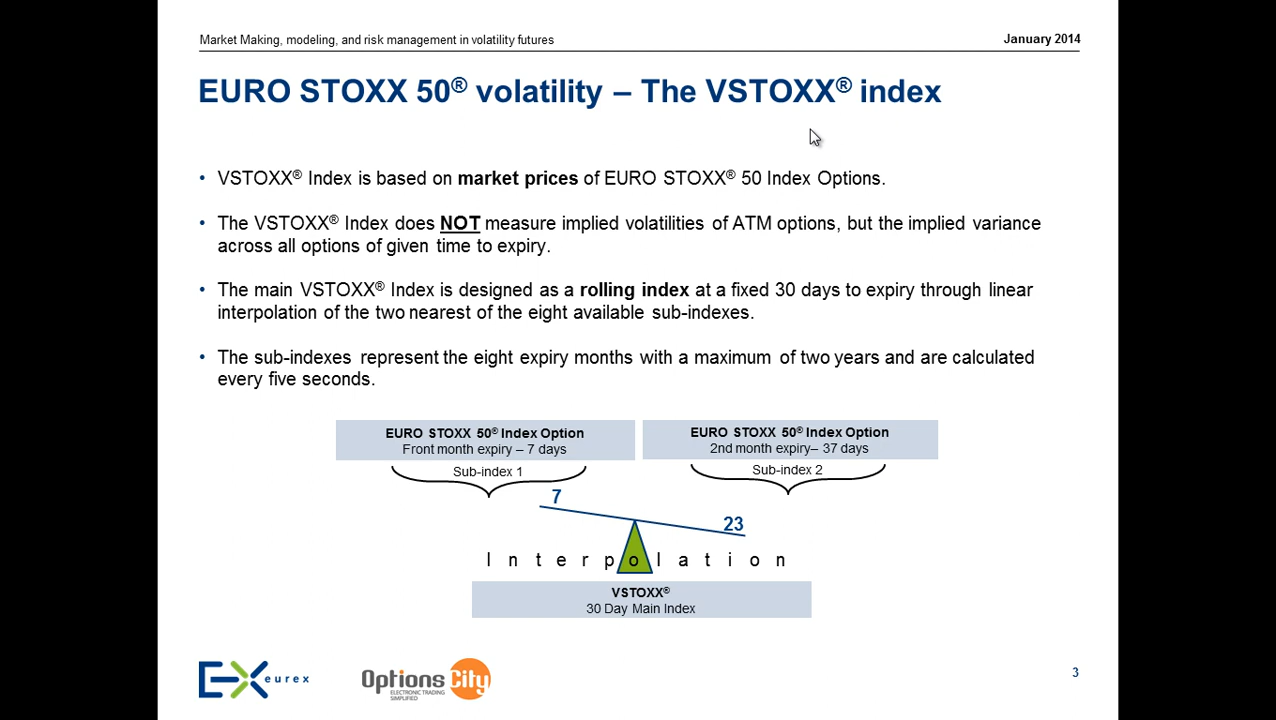 Market Making, modeling, and risk management in volatility futures
January 2014
EURO STOXX 50® volatility – The VSTOXX® index
• VSTOXX® Index is based on market prices of EURO STOXX® 50 Index Options.
• The VSTOXX® Index does NOT measure implied volatilities of ATM options, but the implied variance
across all options of given time to expiry.
• The main VSTOXX® Index is designed as a rolling index at a fixed 30 days to expiry through linear
interpolation of the two nearest of the eight available sub-indexes.
• The sub-indexes represent the eight expiry months with a maximum of two years and are calculated
every five seconds.
EURO STOXX 50® Index Option
Front month expiry – 7 days
Sub-index 1
EURO STOXX 50® Index Option
2nd month expiry– 37 days
Sub-index 2
7
23
Interpolation
VSTOXX®
30 Day Main Index
EX eurex
OptionsCity
ELECTRONIC TRADING
SIMPLIFIED
3